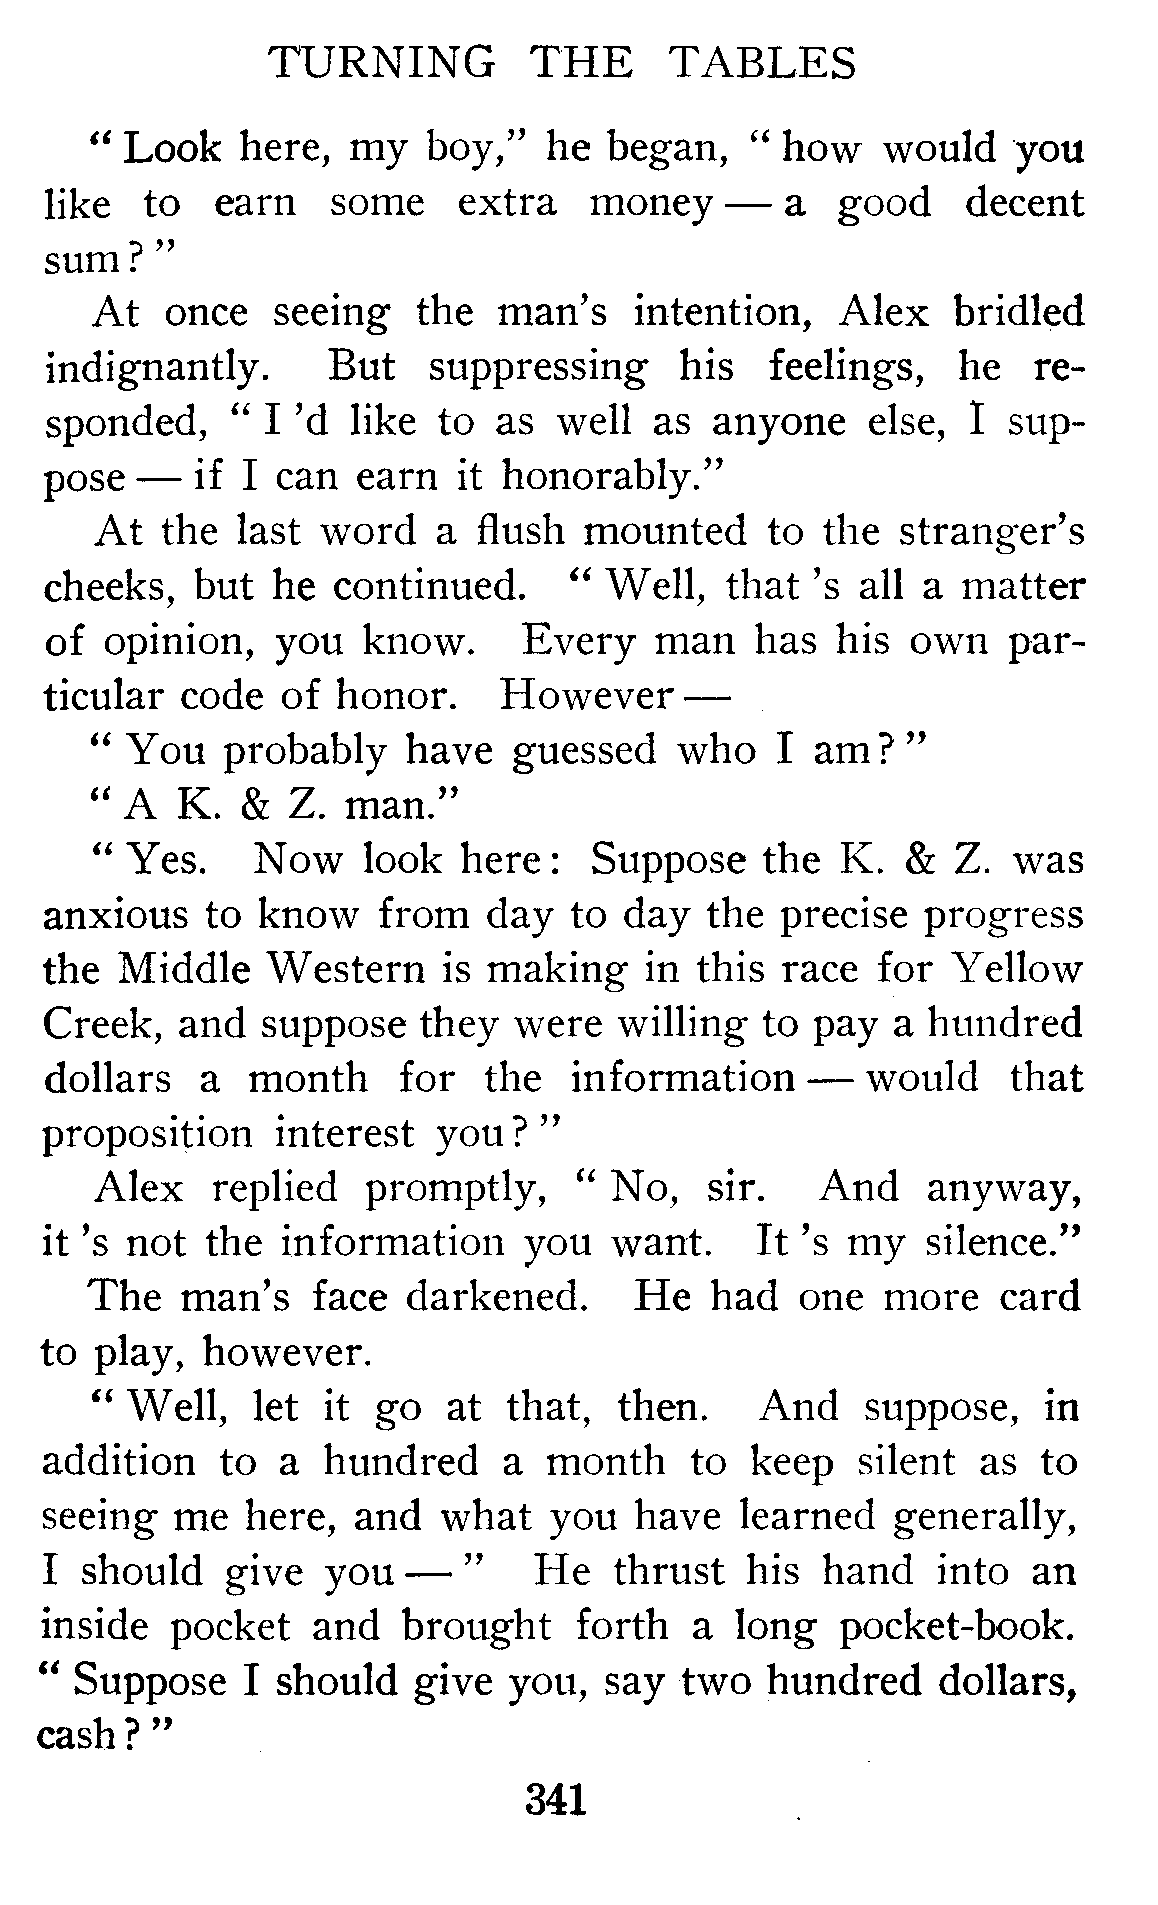 TURNING THE TABLES
“ Look here, my boy,” he began, “ how would you
like to earn some extra money — a good decent
sum ? ”
At once seeing the man’s intention, Alex bridled
indignantly. But suppressing his feelings, he re-
sponded, “ I ’d like to as well as anyone else, I sup-
pose — if I can earn it honorably.”
At the last word a flush mounted to the stranger’s
cheeks, but he continued. “ Well, that ’s all a matter
of opinion, you know. Every man has his own par-
ticular code of honor. However —
“ You probably have guessed who I am ? ”
“ A K. & Z. man.”
“ Yes. Now look here : Suppose the K. & Z. was
anxious to know from day to day the precise progress
the Middle Western is making in this race for Yellow
Creek, and suppose they were willing to pay a hundred
dollars a month for the information — would that
proposition interest you ? ”
Alex replied promptly, “ No, sir. And anyway,
it ’s not the information you want. It ’s my silence.”
The man’s face darkened. He had one more card
to play, however.
“ Well, let it go at that, then. And suppose, in
addition to a hundred a month to keep silent as to
seeing me here, and what you have learned generally,
I should give you — ” He thrust his hand into an
inside pocket and brought forth a long pocket-book.
“ Suppose I should give you, say two hundred dollars,
cash ? ”
341